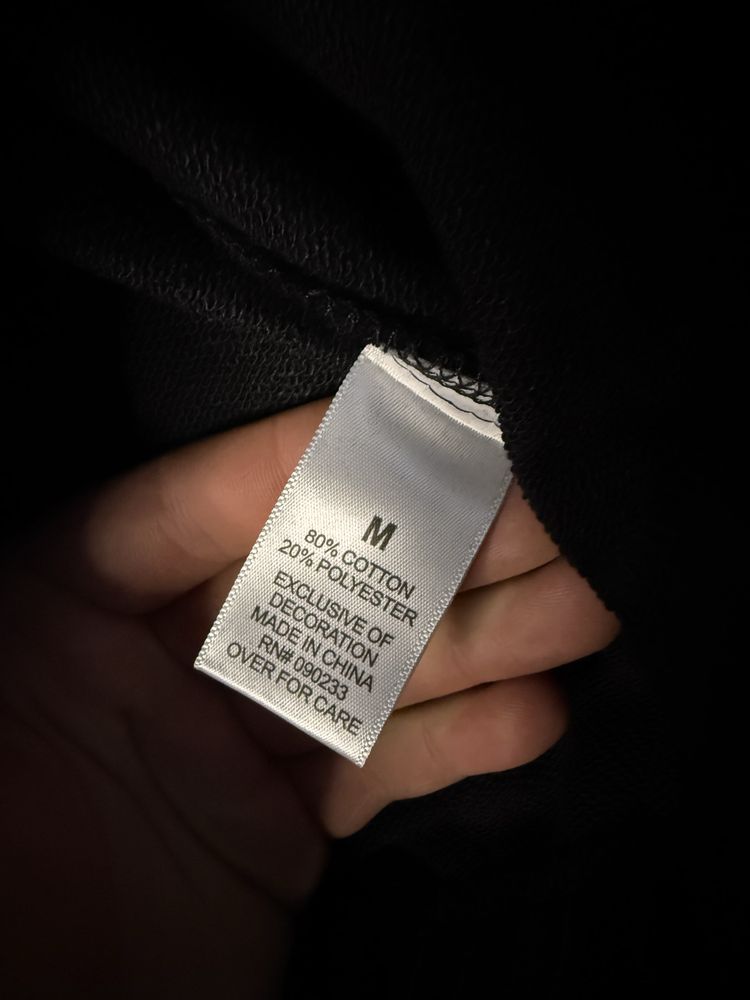 M
80% COTTON
20% POLYESTER
EXCLUSIVE OF
DECORATION
MADE IN CHINA
RN# 090233
OVER FOR CARE